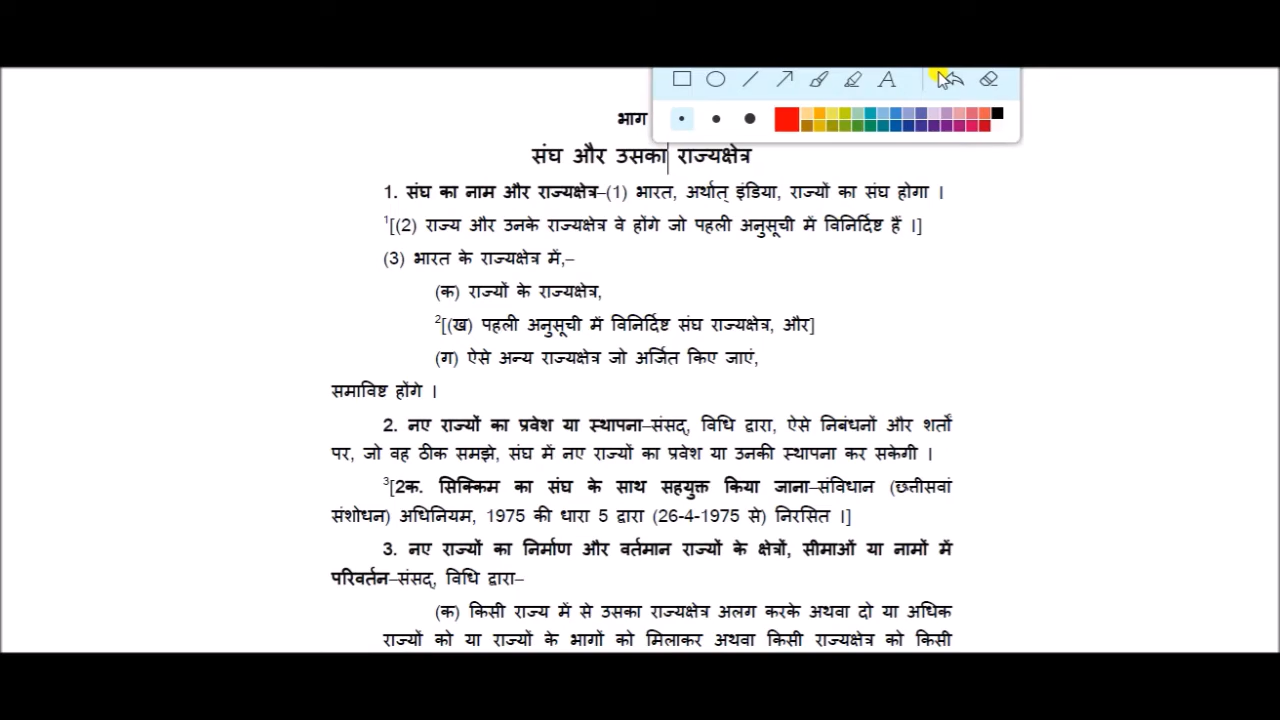 भाग
संघ और उसका राज्यक्षेत्र
1. संघ का नाम और राज्यक्षेत्र–(1) भारत, अर्थात् इंडिया, राज्यों का संघ होगा ।
1[(2) राज्य और उनके राज्यक्षेत्र वे होंगे जो पहली अनुसूची में विनिर्दिष्ट हैं ।]
(3) भारत के राज्यक्षेत्र में,–
(क) राज्यों के राज्यक्षेत्र,
2[(ख) पहली अनुसूची में विनिर्दिष्ट संघ राज्यक्षेत्र, और]
(ग) ऐसे अन्य राज्यक्षेत्र जो अर्जित किए जाएं,
समाविष्ट होंगे ।
2. नए राज्यों का प्रवेश या स्थापना–संसद्, विधि द्वारा, ऐसे निबंधनों और शर्तों
पर, जो वह ठीक समझे, संघ में नए राज्यों का प्रवेश या उनकी स्थापना कर सकेगी ।
3[2क. सिक्किम का संघ के साथ सहयुक्त किया जाना–संविधान (छत्तीसवां
संशोधन) अधिनियम, 1975 की धारा 5 द्वारा (26-4-1975 से) निरसित ।]
3. नए राज्यों का निर्माण और वर्तमान राज्यों के क्षेत्रों, सीमाओं या नामों में
परिवर्तन–संसद्, विधि द्वारा–
(क) किसी राज्य में से उसका राज्यक्षेत्र अलग करके अथवा दो या अधिक
राज्यों को या राज्यों के भागों को मिलाकर अथवा किसी राज्यक्षेत्र को किसी